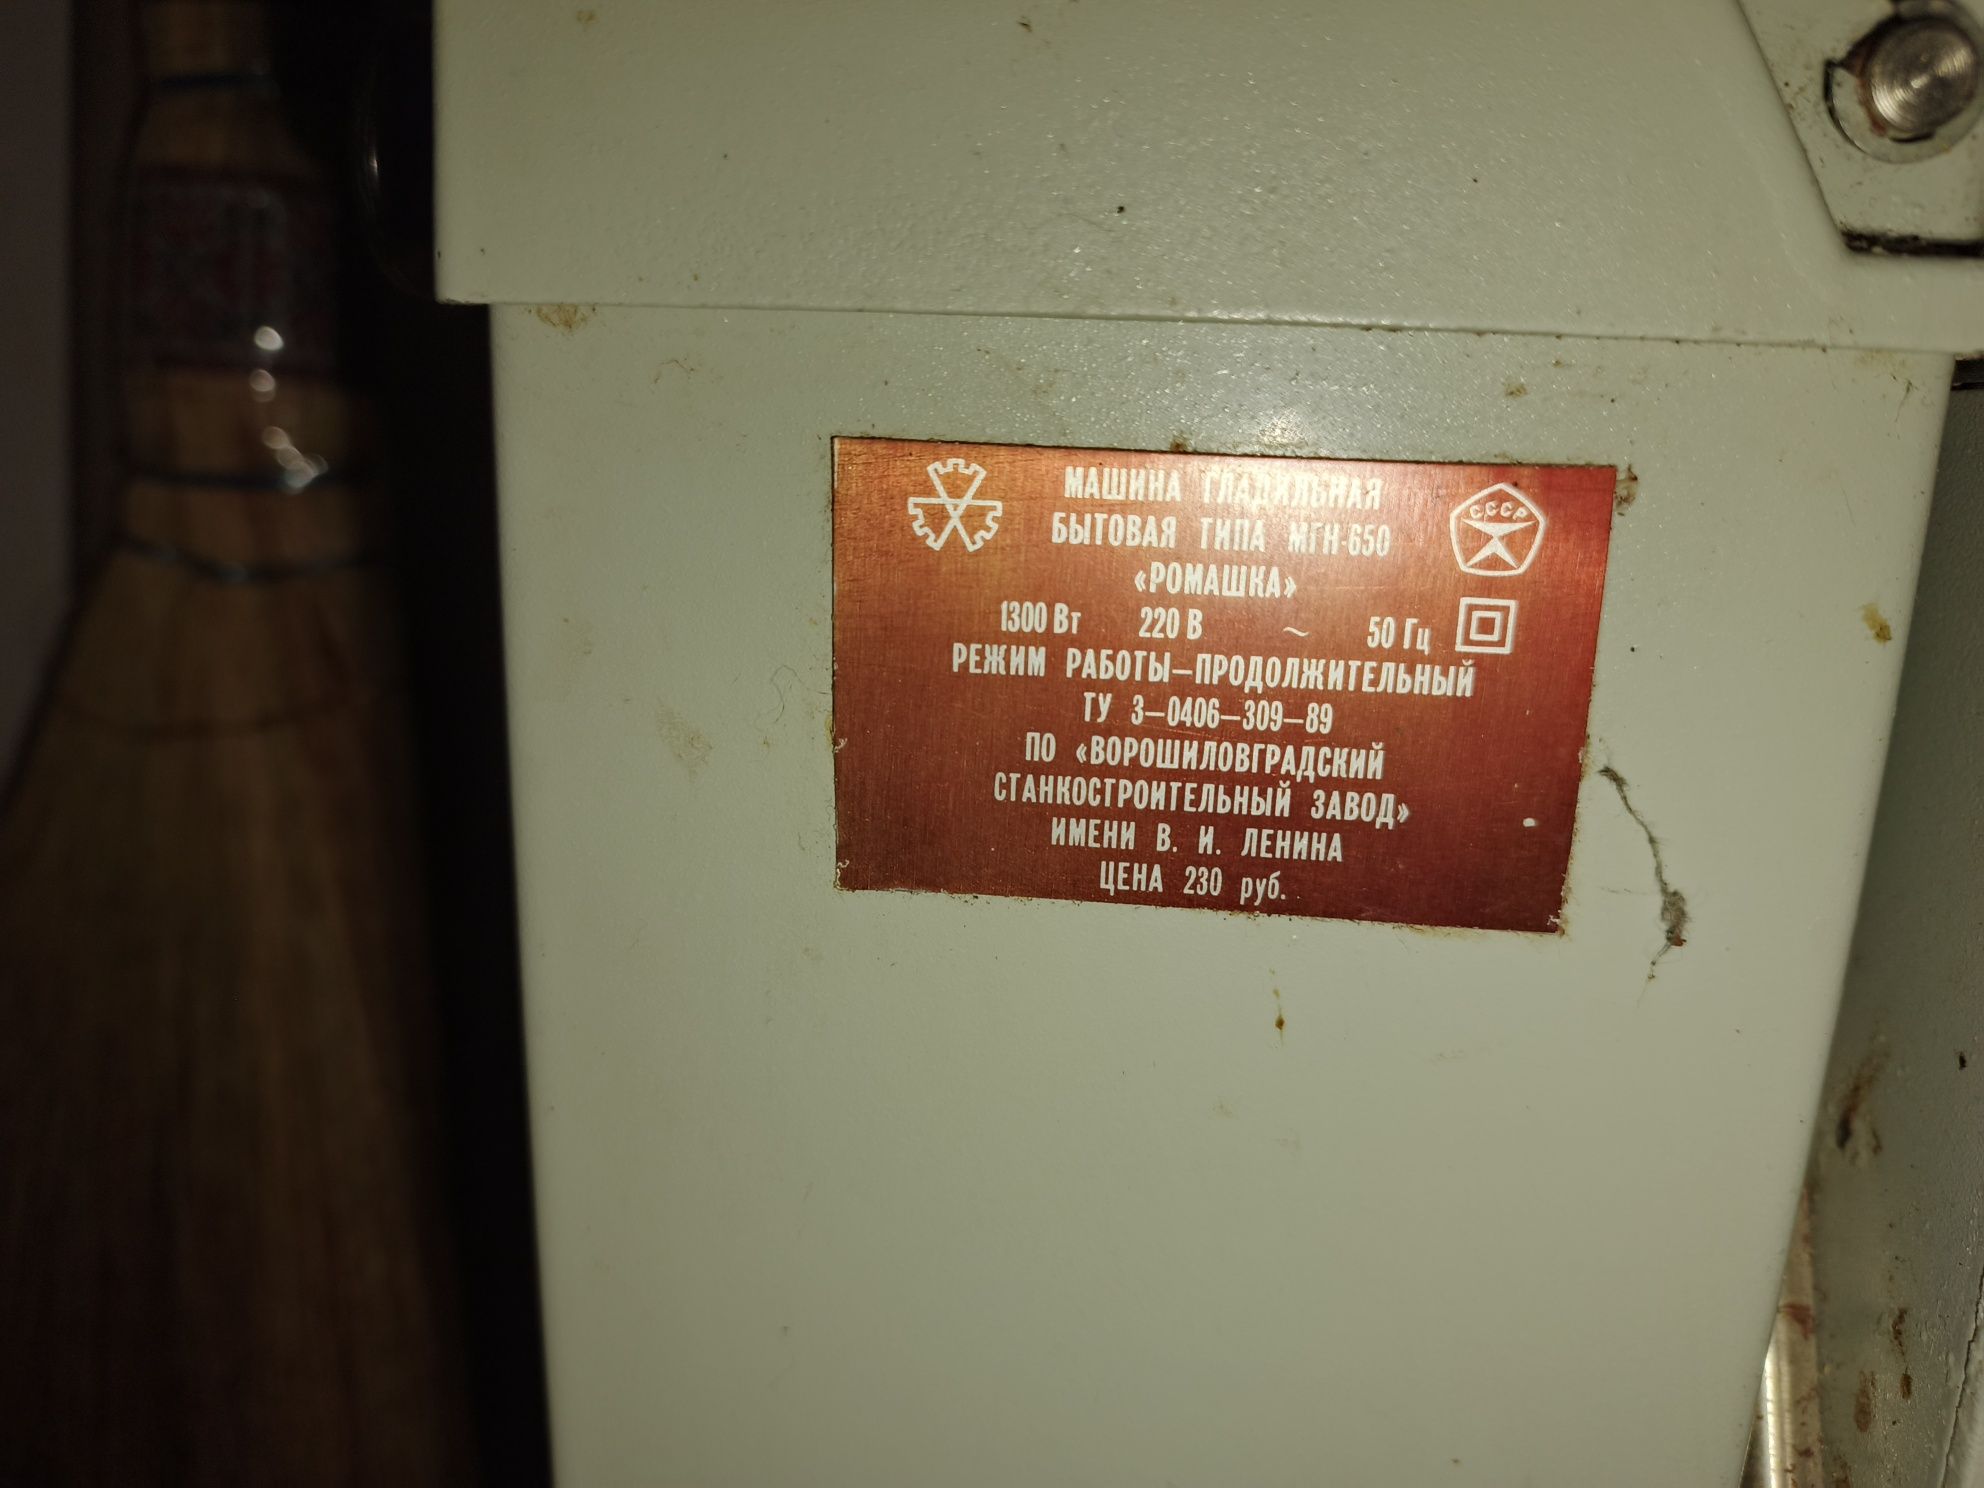 МАШИНА ГЛАДИЛЬНАЯ
БЫТОВАЯ ТИПА МГН-650
«РОМАШКА»
СССР
1300 Вт 220 В ~ 50 Гц
РЕЖИМ РАБОТЫ—ПРОДОЛЖИТЕЛЬНЫЙ
ТУ 3—0406—309—89
ПО «ВОРОШИЛОВГРАДСКИЙ
СТАНКОСТРОИТЕЛЬНЫЙ ЗАВОД»
ИМЕНИ В. И. ЛЕНИНА
ЦЕНА 230 руб.